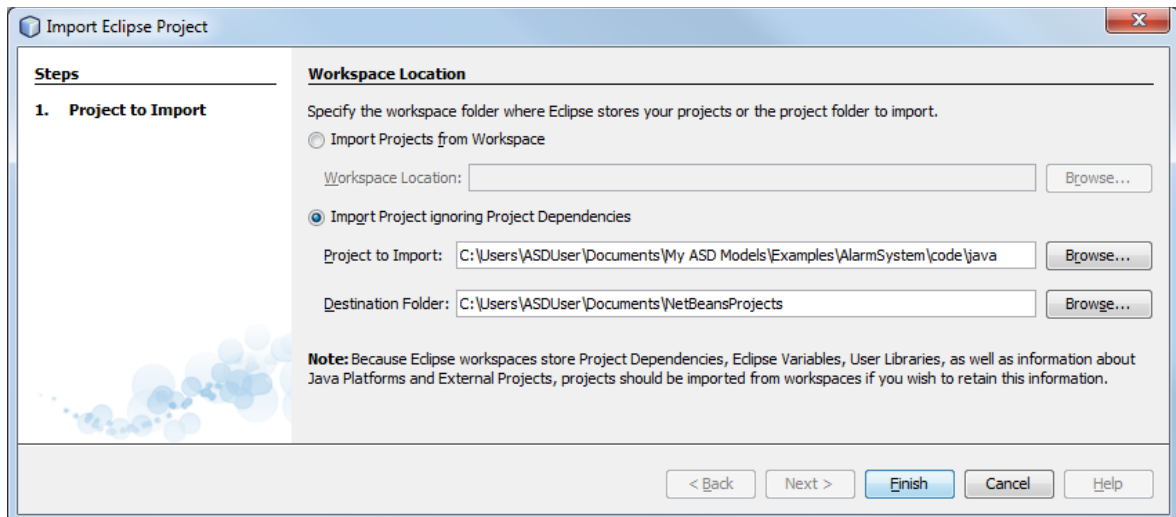 Import Eclipse Project
Steps
1. Project to Import
Workspace Location
Specify the workspace folder where Eclipse stores your projects or the project folder to import.
Import Projects from Workspace
Workspace Location:
Browse...
Import Project ignoring Project Dependencies
Project to Import: C:\Users\ASDUser\Documents\My ASD Models\Examples\AlarmSystem\code\java Browse...
Destination Folder: C:\Users\ASDUser\Documents\NetBeansProjects Browse...
Note: Because Eclipse workspaces store Project Dependencies, Eclipse Variables, User Libraries, as well as information about
Java Platforms and External Projects, projects should be imported from workspaces if you wish to retain this information.
< Back Next > Finish Cancel Help